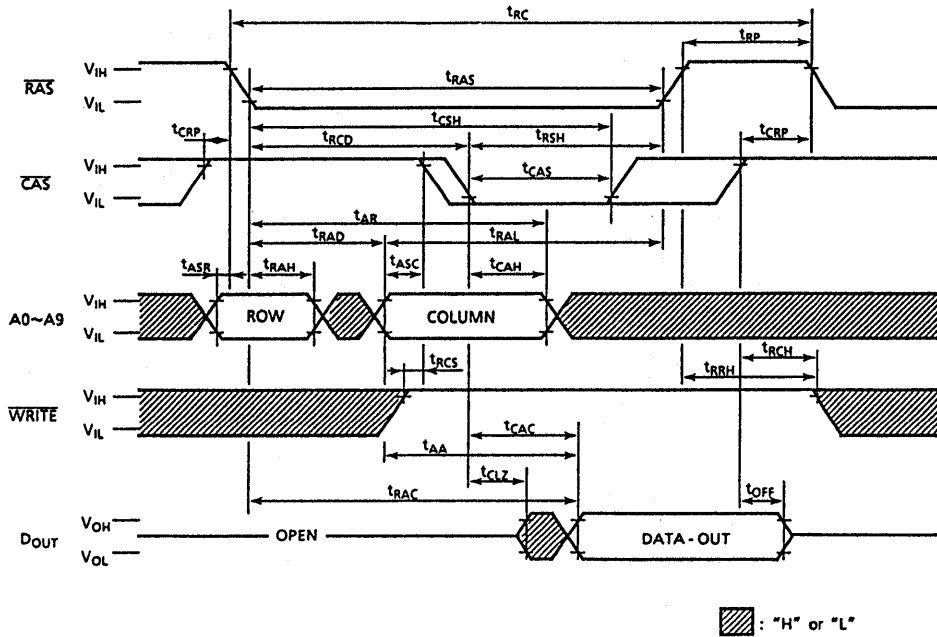 tRC
tRP
RAS
VIH
VIL
tRAS
tCSH
tCRP
tRCD
tRSH
tCRP
CAS
VIH
VIL
tCAS
tAR
tRAD
tRAL
tASR
tRAH
tASC
tCAH
A0~A9
VIH
VIL
ROW
COLUMN
tRCS
tRCH
tRRH
WRITE
VIH
VIL
tCAC
tAA
tCLZ
tRAC
tOFF
DOUT
VOH
VOL
OPEN
DATA - OUT
: "H" or "L"